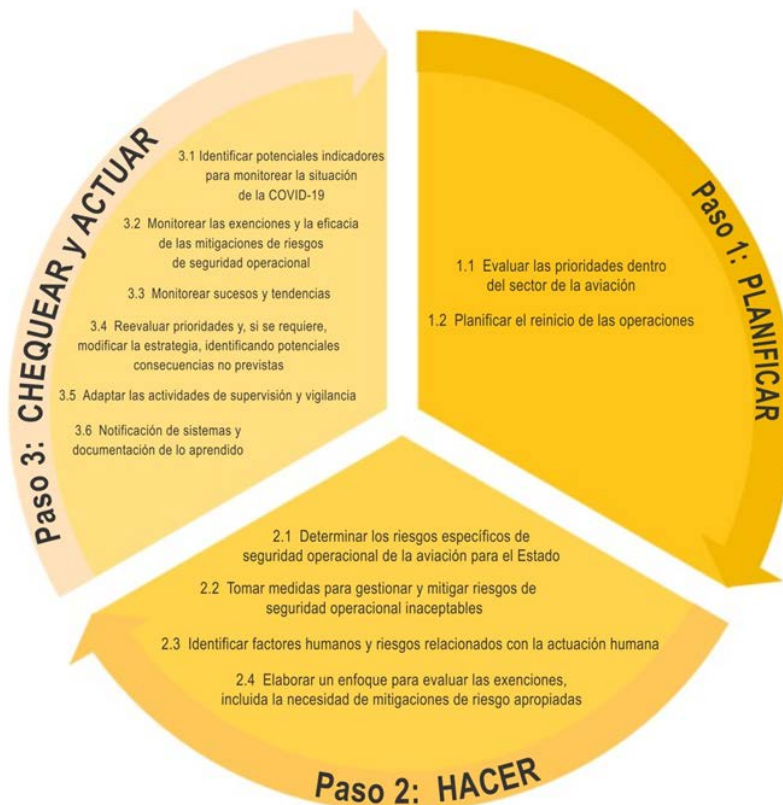 Paso 1: PLANIFICAR
1.1 Evaluar las prioridades dentro
del sector de la aviación
1.2 Planificar el reinicio de las operaciones
Paso 2: HACER
2.1 Determinar los riesgos específicos de
seguridad operacional de la aviación para el Estado
2.2 Tomar medidas para gestionar y mitigar riesgos de
seguridad operacional inaceptables
2.3 Identificar factores humanos y riesgos relacionados con la actuación humana
2.4 Elaborar un enfoque para evaluar las exenciones,
incluida la necesidad de mitigaciones de riesgo apropiadas
Paso 3: CHEQUEAR y ACTUAR
3.1 Identificar potenciales indicadores
para monitorear la situación
de la COVID-19
3.2 Monitorear las exenciones y la eficacia
de las mitigaciones de riesgos
de seguridad operacional
3.3 Monitorear sucesos y tendencias
3.4 Reevaluar prioridades y, si se requiere,
modificar la estrategia, identificando potenciales
consecuencias no previstas
3.5 Adaptar las actividades de supervisión y vigilancia
3.6 Notificación de sistemas y
documentación de lo aprendido